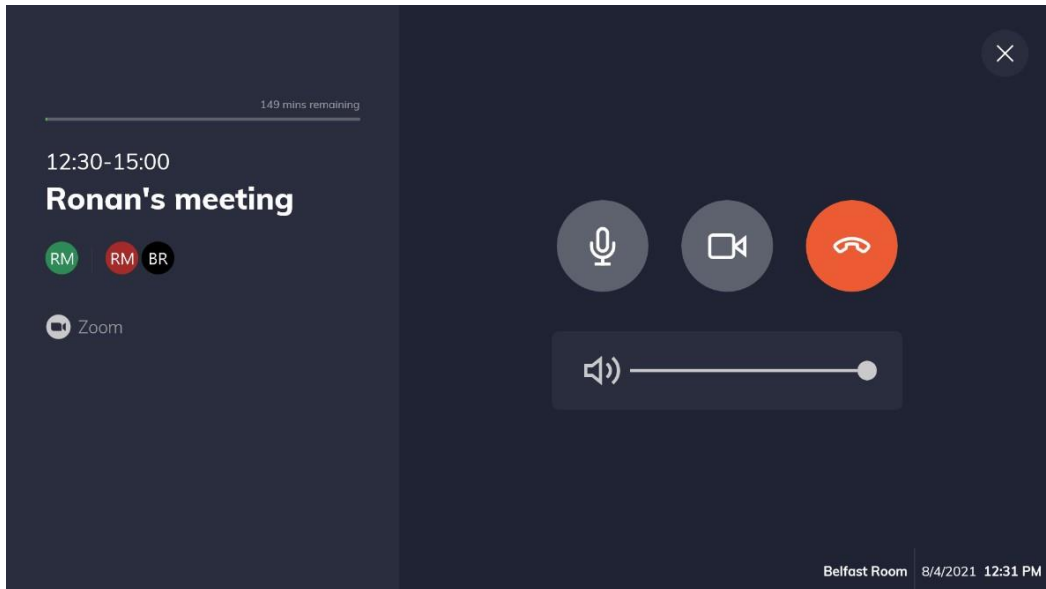 149 mins remaining
12:30-15:00
Ronan's meeting
RM RM BR
Zoom
Belfast Room 8/4/2021 12:31 PM